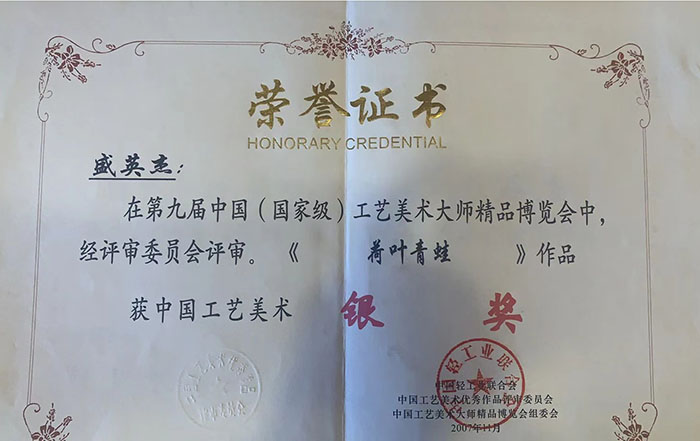 荣誉证书
HONORARY CREDENTIAL
盛英杰：
在第九届中国（国家级）工艺美术大师精品博览会中，
经评审委员会评审。《 荷叶青蛙 》作品
获中国工艺美术 银 奖
中国轻工业联合会
中国工艺美术优秀作品评审委员会
中国工艺美术大师精品博览会组委会
2007年11月